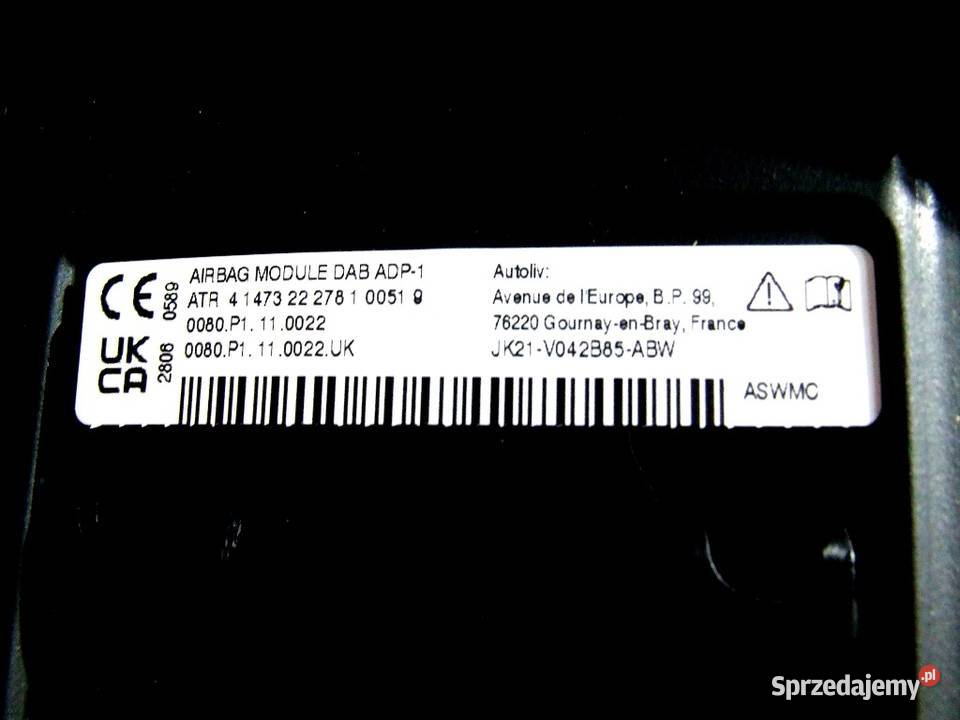 CE 0589
UK
CA 2806
AIRBAG MODULE DAB ADP-1
ATR 4 1473 22 278 1 0051 9
0080.P1. 11.0022
0080.P1. 11.0022.UK
Autoliv:
Avenue de l'Europe, B.P. 99,
76220 Gournay-en-Bray, France
JK21-V042B85-ABW
ASWMC
Sprzedajemy.pl